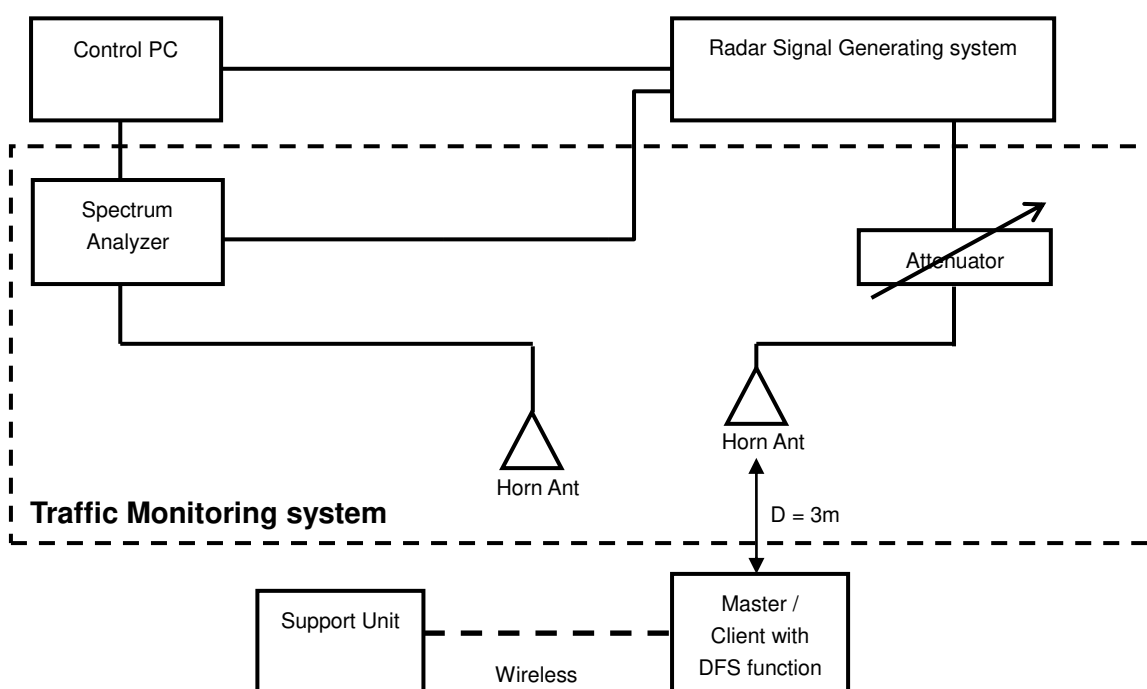 Control PC
Radar Signal Generating system
Spectrum
Analyzer
Attenuator
Horn Ant
Horn Ant
Traffic Monitoring system
D = 3m
Support Unit
Wireless
Master /
Client with
DFS function